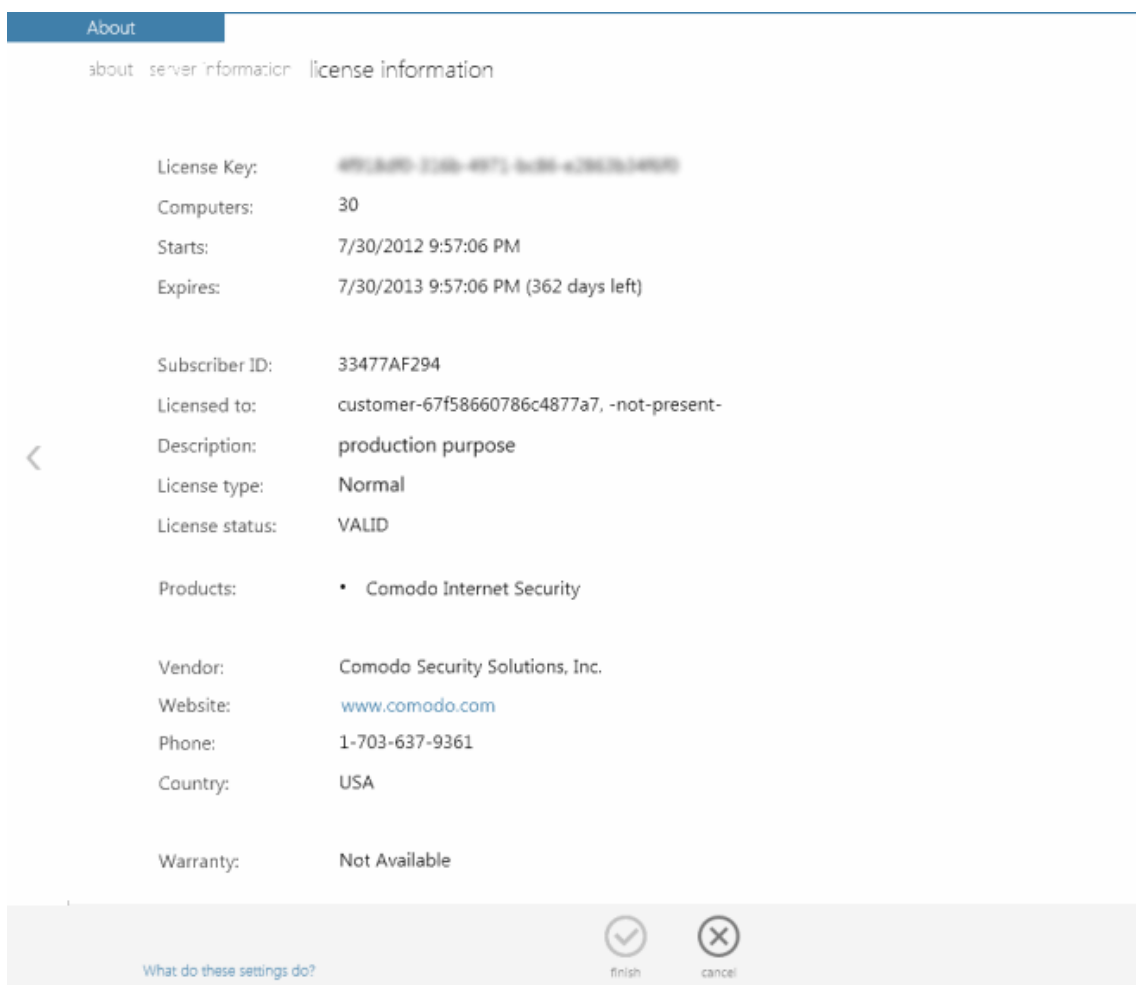 About
about server information license information
License Key:
Computers: 30
Starts: 7/30/2012 9:57:06 PM
Expires: 7/30/2013 9:57:06 PM (362 days left)
Subscriber ID: 33477AF294
Licensed to: customer-67f58660786c4877a7, -not-present-
Description: production purpose
License type: Normal
License status: VALID
Products: • Comodo Internet Security
Vendor: Comodo Security Solutions, Inc.
Website: www.comodo.com
Phone: 1-703-637-9361
Country: USA
Warranty: Not Available
What do these settings do? finish cancel